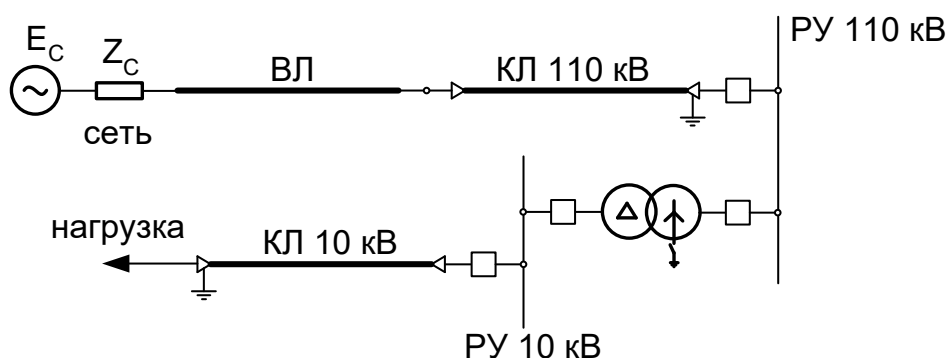 E_C
Z_C
сеть
ВЛ
КЛ 110 кВ
РУ 110 кВ
нагрузка
КЛ 10 кВ
РУ 10 кВ